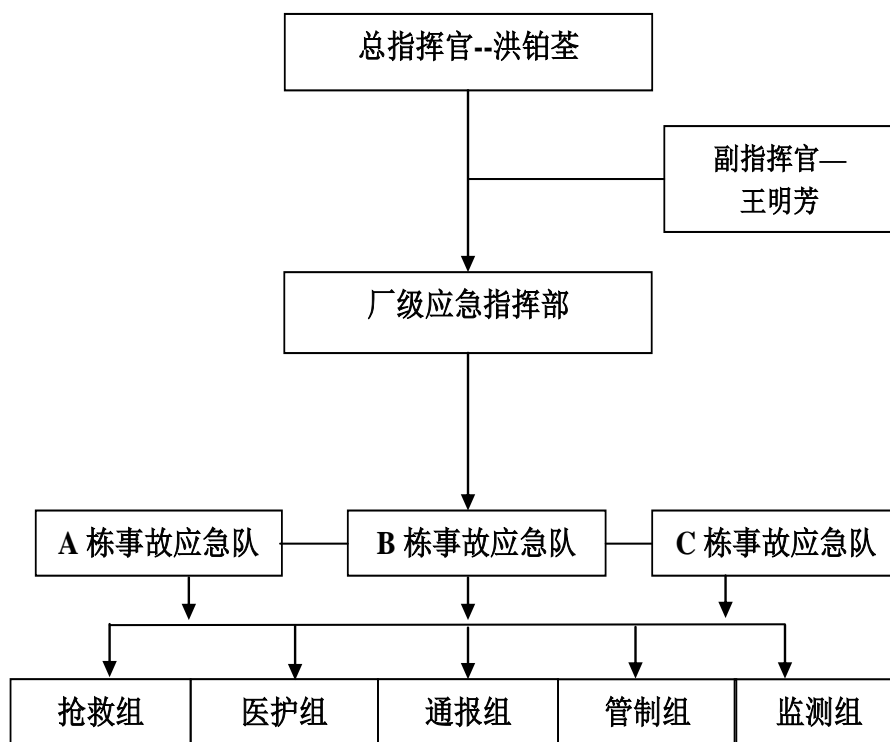 总指挥官--洪铂荃
副指挥官—
王明芳
厂级应急指挥部
A 栋事故应急队
B 栋事故应急队
C 栋事故应急队
抢救组
医护组
通报组
管制组
监测组